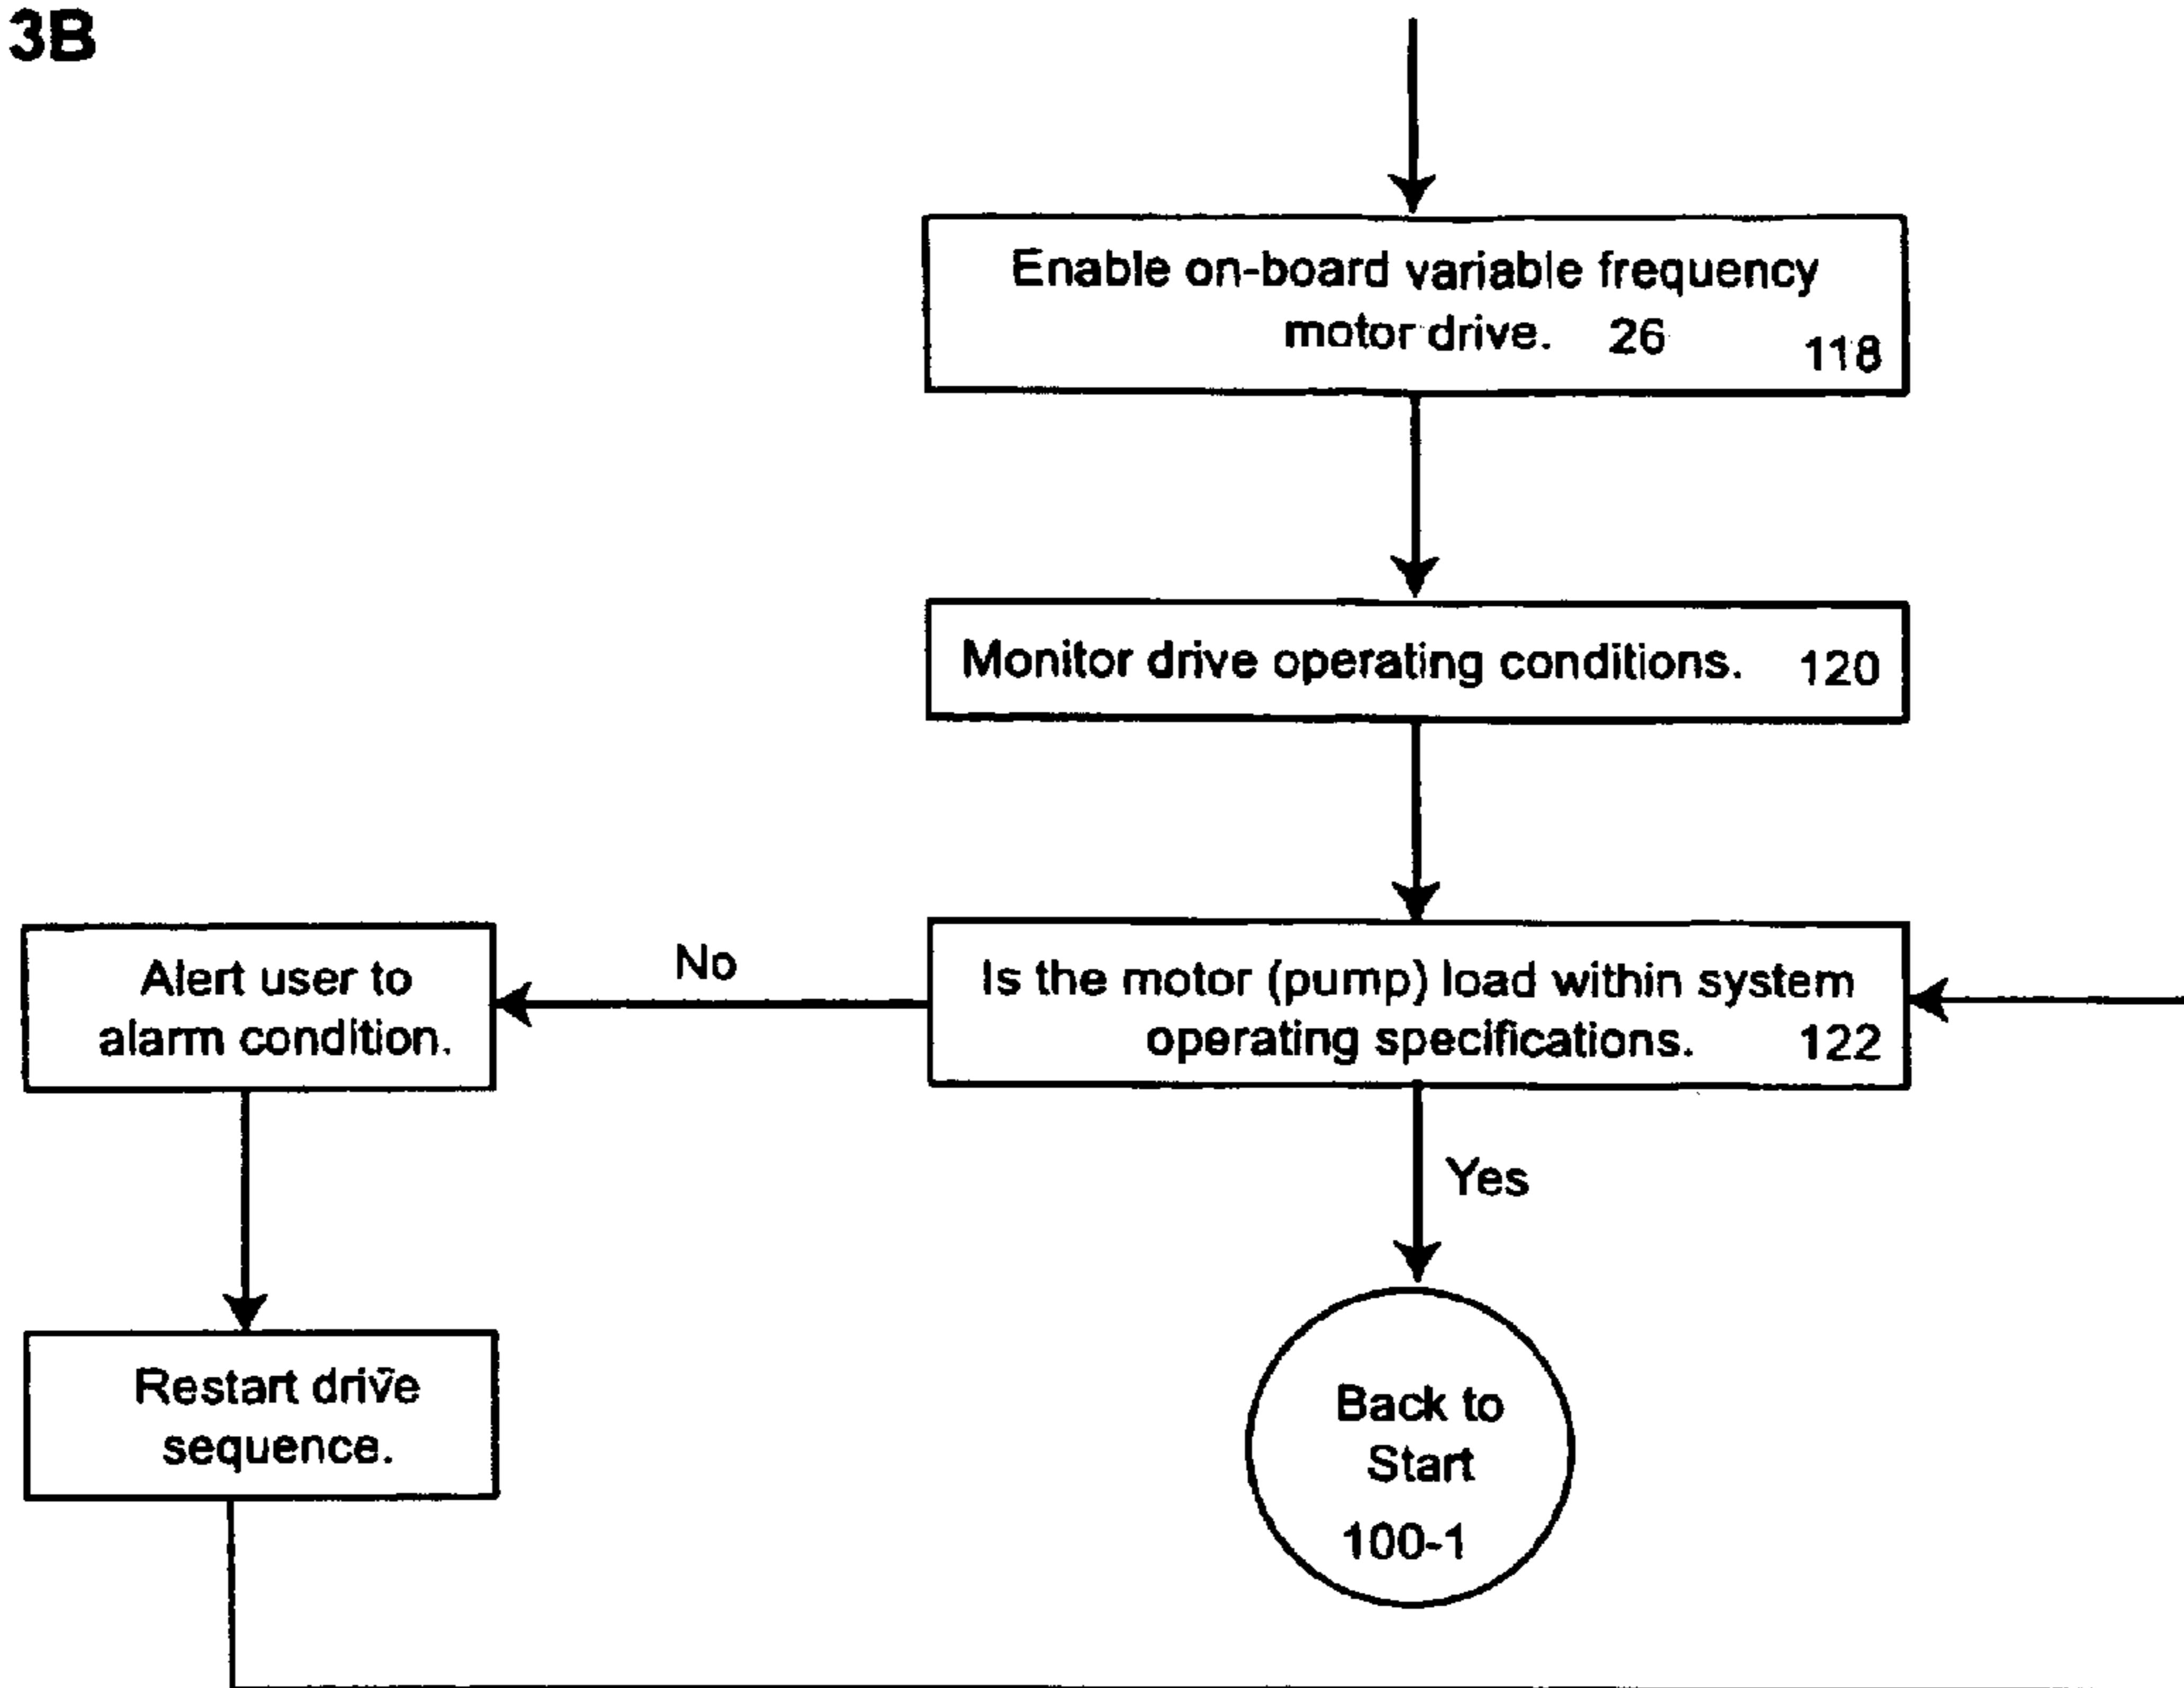 3B
Enable on-board variable frequency
motor drive. 26 118
Monitor drive operating conditions. 120
Is the motor (pump) load within system
operating specifications. 122
No
Alert user to
alarm condition.
Yes
Restart drive
sequence.
Back to
Start
100-1